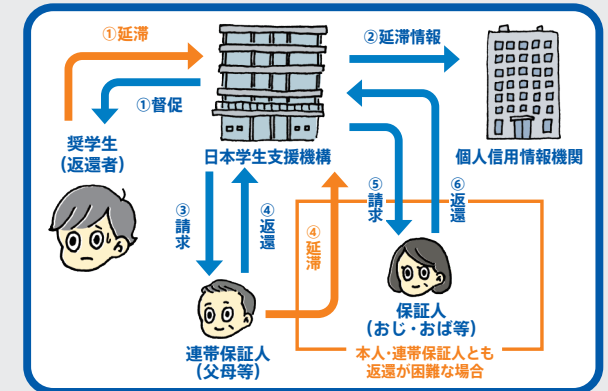 ①延滞
②延滞情報
①督促
奨学生
(返還者)
日本学生支援機構
個人信用情報機関
③請求
④返還
④延滞
⑤請求
⑥返還
連帯保証人
(父母等)
保証人
(おじ・おば等)
本人・連帯保証人とも
返還が困難な場合